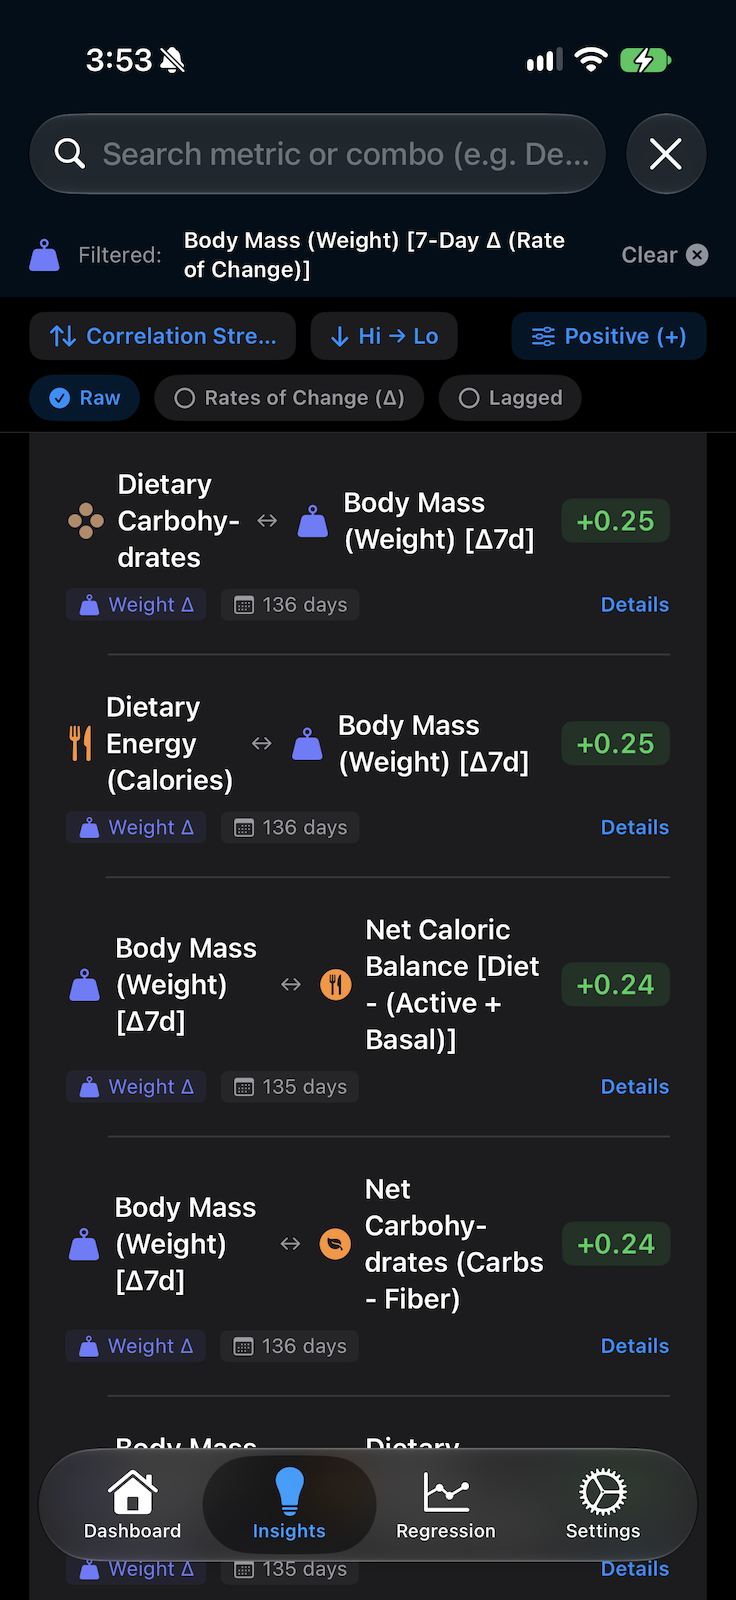 3:53
Search metric or combo (e.g. De...
Filtered:
Body Mass (Weight) [7-Day Δ (Rate
of Change)]
Clear
Correlation Stre...
Hi → Lo
Positive (+)
Raw
Rates of Change (Δ)
Lagged
Dietary
Carbohy-
drates
Body Mass
(Weight) [Δ7d]
+0.25
Weight Δ
136 days
Details
Dietary
Energy
(Calories)
Body Mass
(Weight) [Δ7d]
+0.25
Weight Δ
136 days
Details
Body Mass
(Weight)
[Δ7d]
Net Caloric
Balance [Diet
- (Active +
Basal)]
+0.24
Weight Δ
135 days
Details
Body Mass
(Weight)
[Δ7d]
Net
Carbohy-
drates (Carbs
- Fiber)
+0.24
Weight Δ
136 days
Details
Body Mass
Dietary
Dashboard
Insights
Regression
Settings
Weight Δ
135 days
Details